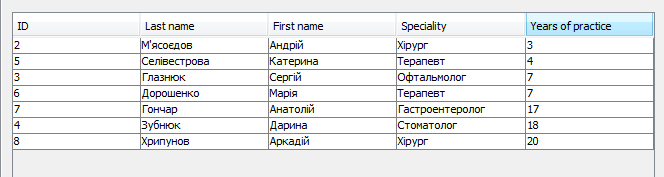 ID Last name First name Speciality Years of practice
2 М'ясоєдов Андрій Хірург 3
5 Селівестрова Катерина Терапевт 4
3 Глазнюк Сергій Офтальмолог 7
6 Дорошенко Марія Терапевт 7
7 Гончар Анатолій Гастроентеролог 17
4 Зубнюк Дарина Стоматолог 18
8 Хрипунов Аркадій Хірург 20